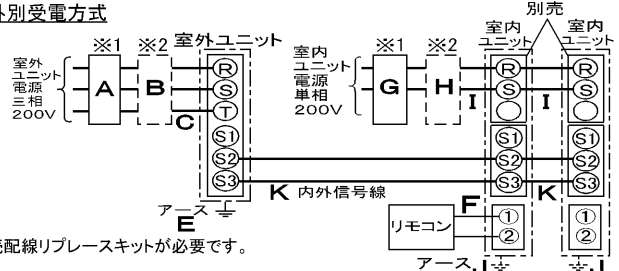 外別受電方式
別売
※1 ※2 室外ユニット
室外
ユニット
電源
三相
200V
A B C
R
S
T
S1
S2
S3
アース
E
室内
ユニット
電源
単相
200V
※1 ※2
G H I I
室内
ユニット
R
S
S1
S2
S3
1
2
室内
ユニット
R
S
S1
S2
S3
1
2
K 内外信号線 K
F
リモコン
アース J J
配線リプレースキットが必要です。